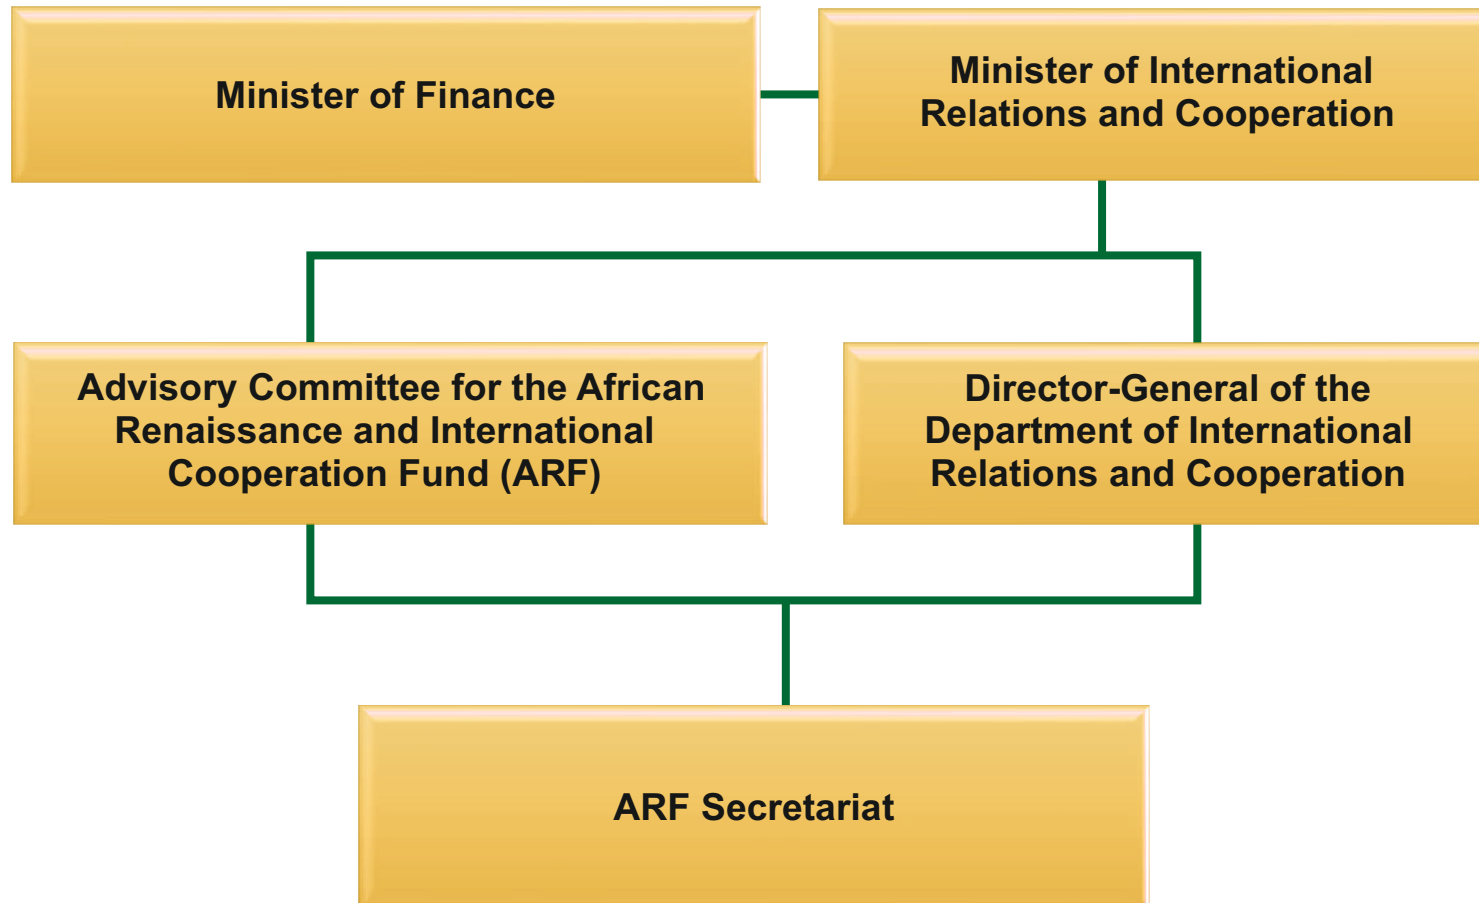 Minister of Finance
Minister of International
Relations and Cooperation
Advisory Committee for the African
Renaissance and International
Cooperation Fund (ARF)
Director-General of the
Department of International
Relations and Cooperation
ARF Secretariat